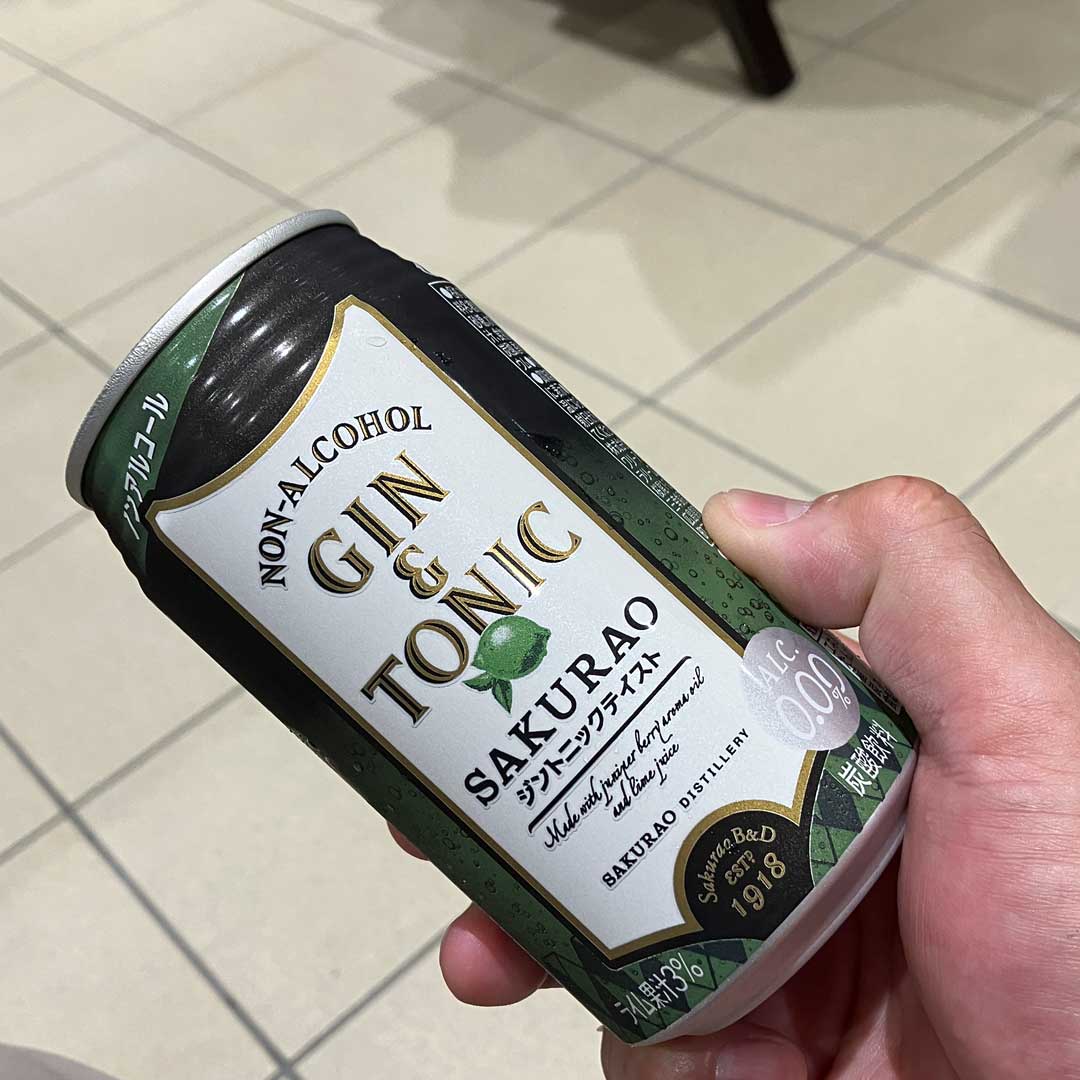 ノンアルコール
NON-ALCOHOL
GIN
&
TONIC
SAKURAO
ジントニックテイスト
Made with juniper berry aroma oil
and lime juice
SAKURAO DISTILLERY
ALC.
0.00%
炭酸飲料
Sakurao B&D
ESTD
1918
ライム果汁3%